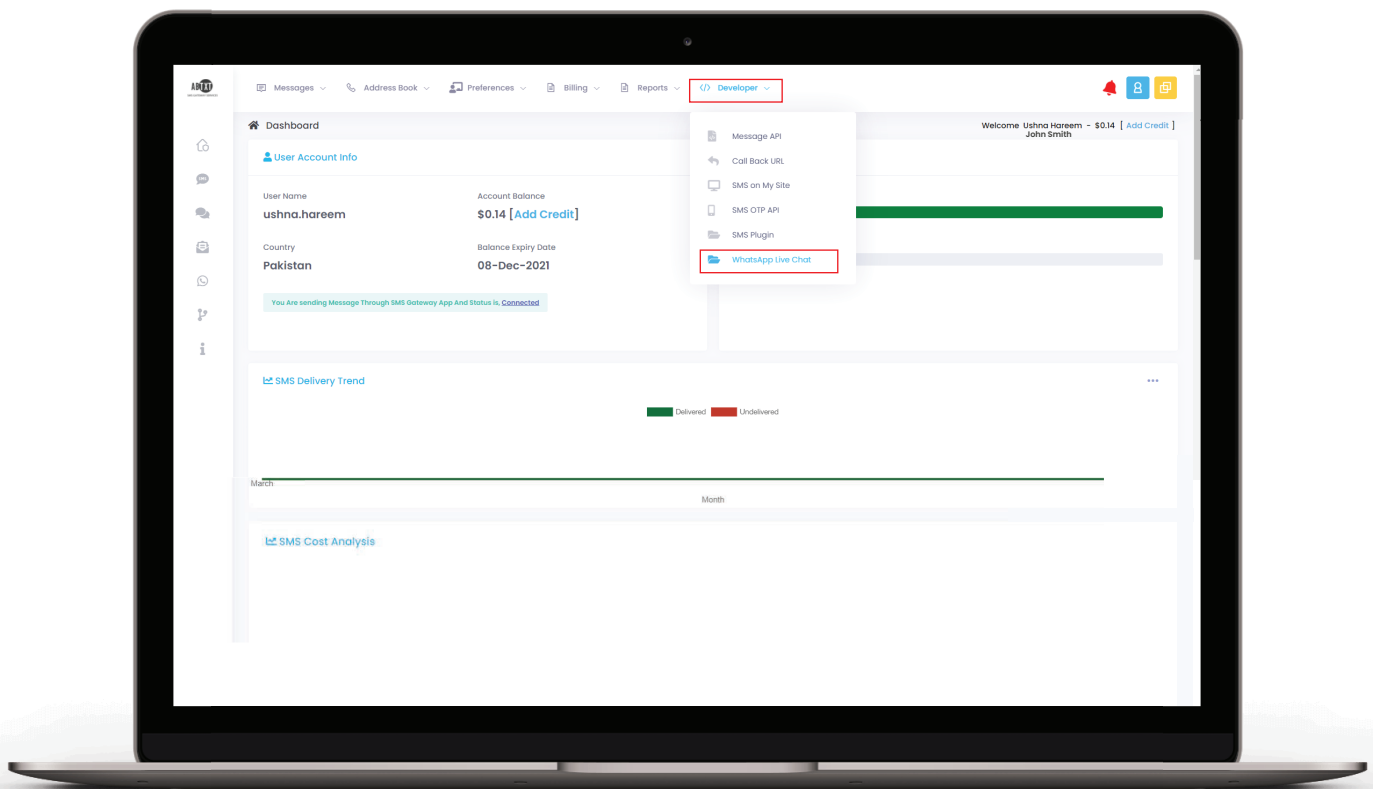 ABTXT
Messages Address Book Preferences Billing Reports </> Developer
Dashboard
Welcome Ushna Hareem - $0.14 [ Add Credit ]
John Smith
Message API
Call Back URL
SMS on My Site
SMS OTP API
SMS Plugin
WhatsApp Live Chat
User Account Info
User Name Account Balance
ushna.hareem $0.14 [Add Credit]
Country Balance Expiry Date
Pakistan 08-Dec-2021
You Are sending Message Through SMS Gateway App And Status is, Connected
SMS Delivery Trend
Delivered Undelivered
March
Month
SMS Cost Analysis